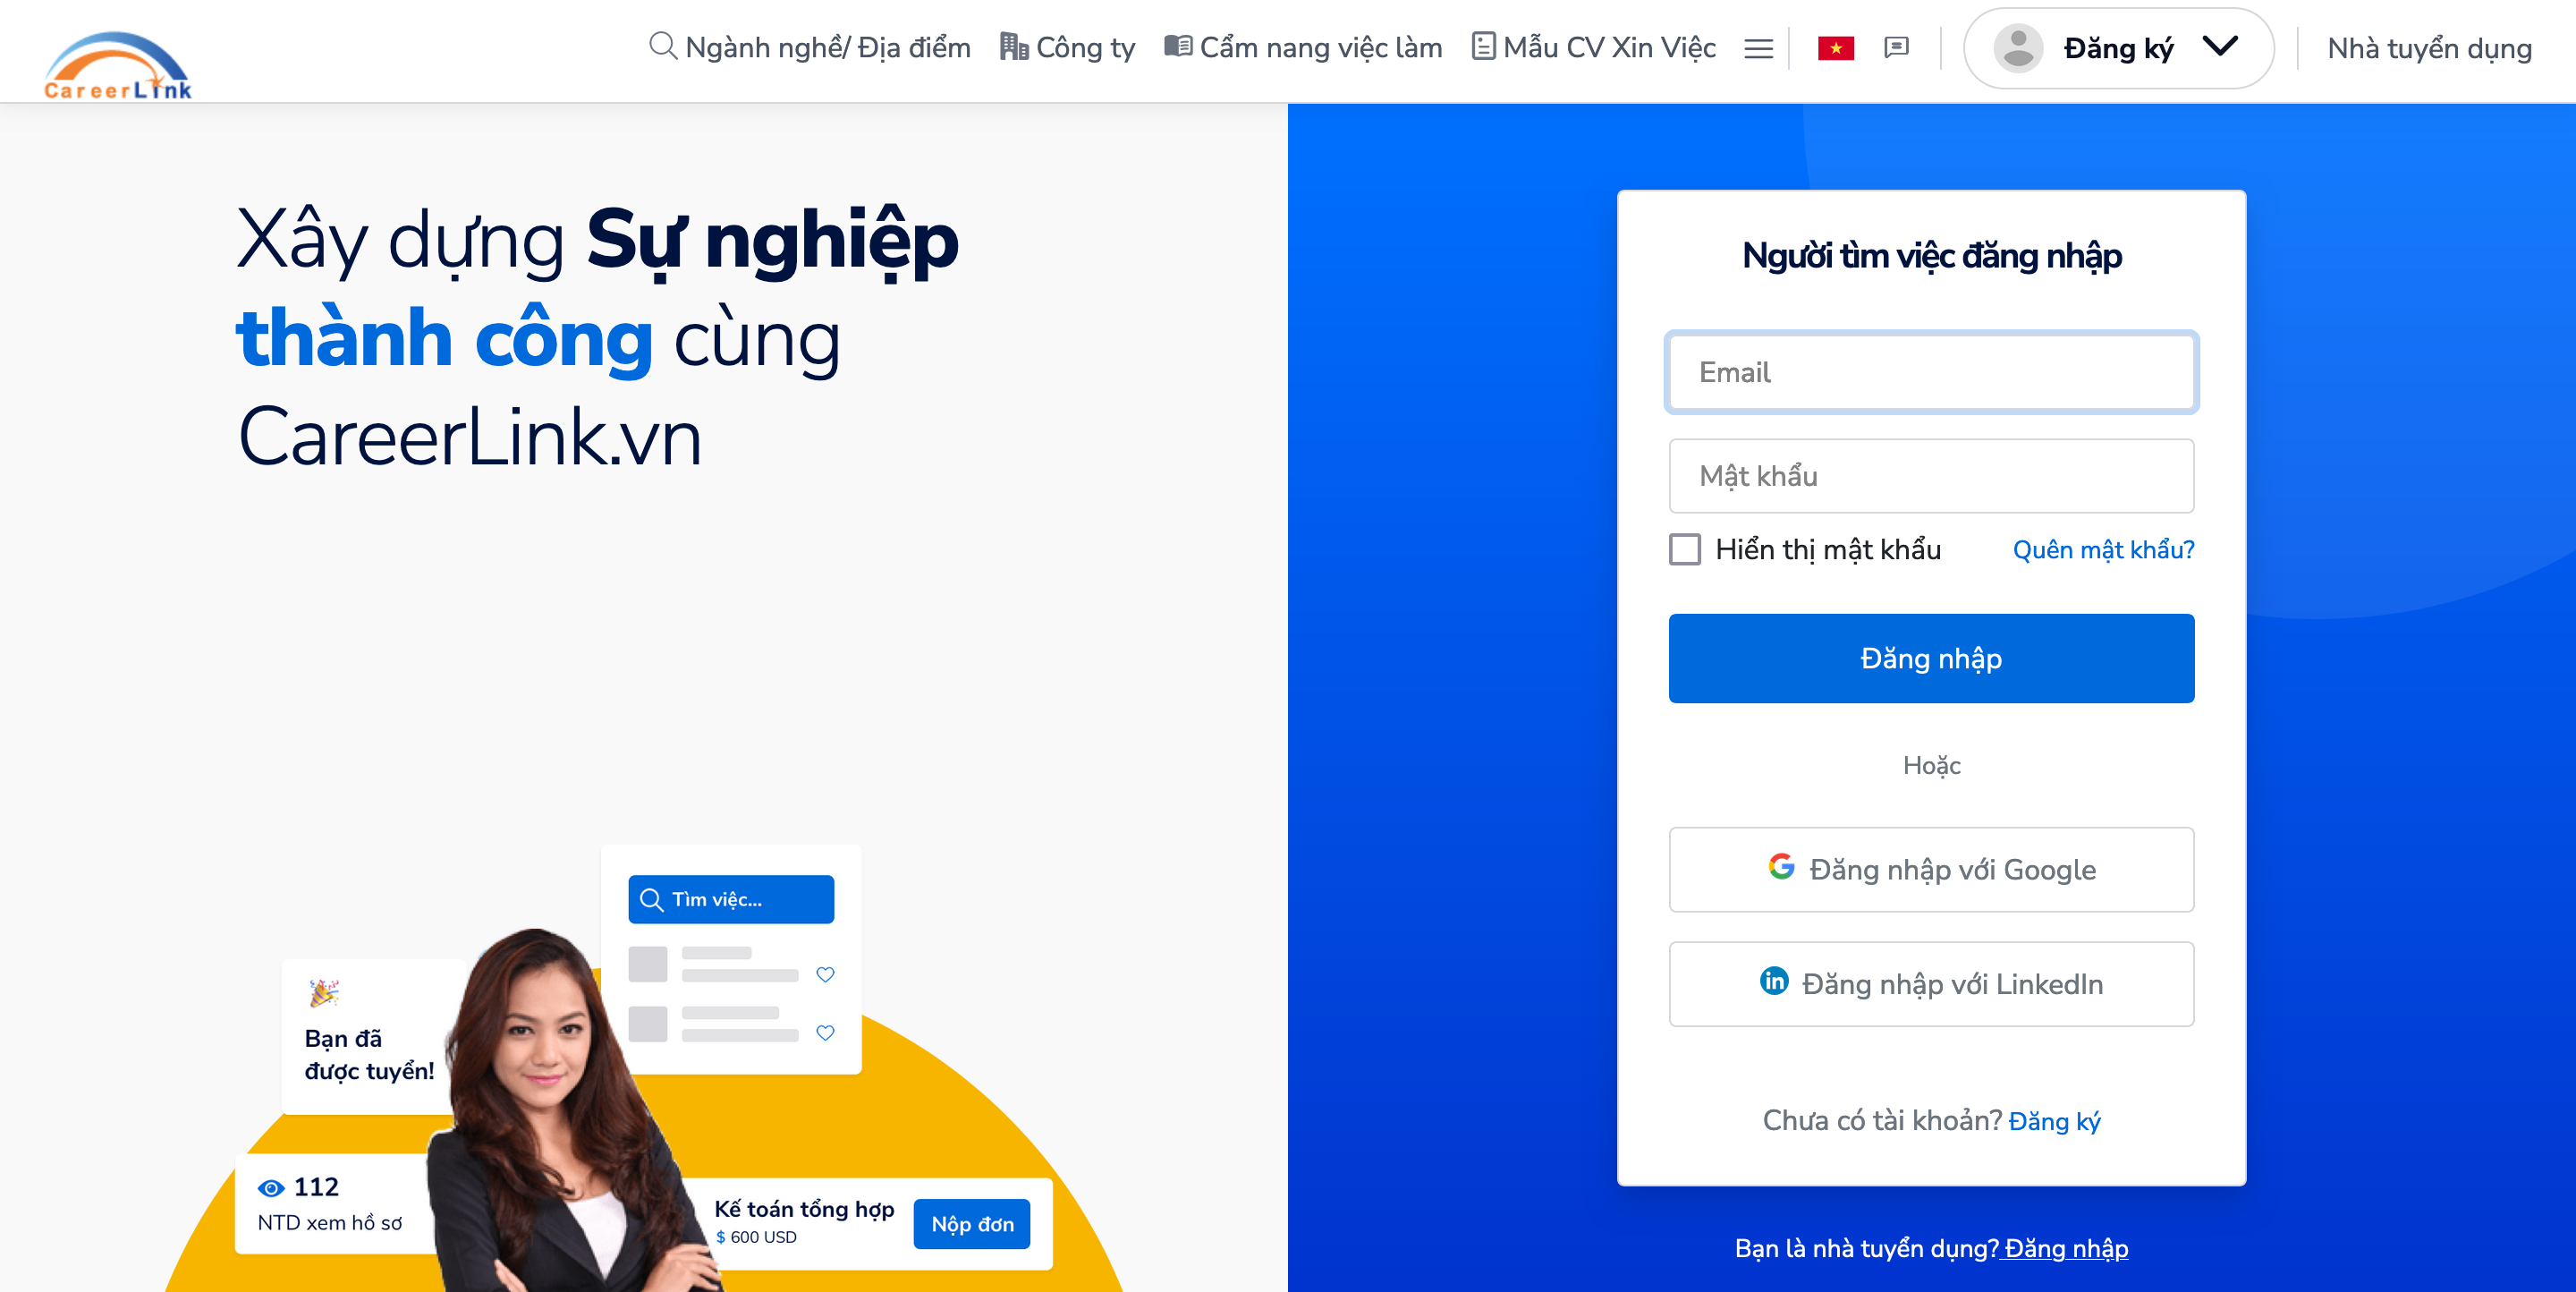 CareerLink
Ngành nghề/ Địa điểm
Công ty
Cẩm nang việc làm
Mẫu CV Xin Việc
Đăng ký
Nhà tuyển dụng
Xây dựng Sự nghiệp
thành công cùng
CareerLink.vn
Tìm việc...
Bạn đã
được tuyển!
112
NTD xem hồ sơ
Kế toán tổng hợp
$ 600 USD
Nộp đơn
Người tìm việc đăng nhập
Email
Mật khẩu
Hiển thị mật khẩu
Quên mật khẩu?
Đăng nhập
Hoặc
Đăng nhập với Google
Đăng nhập với LinkedIn
Chưa có tài khoản? Đăng ký
Bạn là nhà tuyển dụng? Đăng nhập